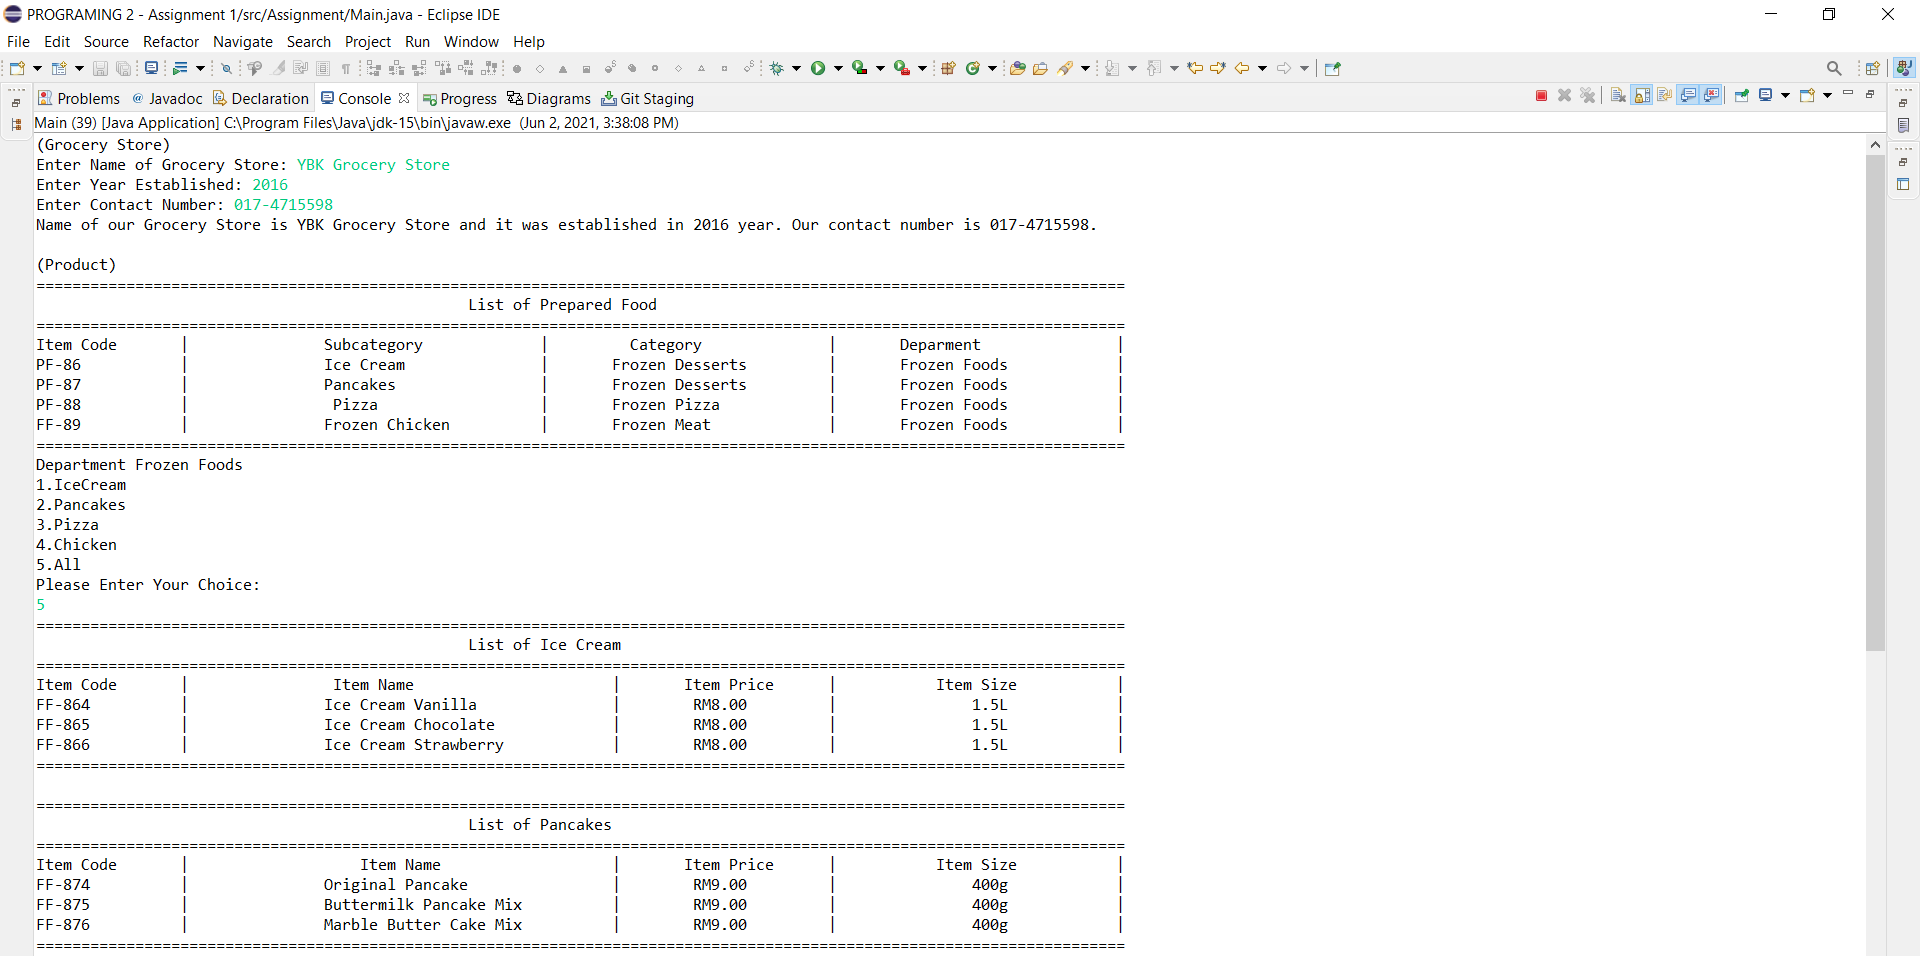 PROGRAMING 2 - Assignment 1/src/Assignment/Main.java - Eclipse IDE
File Edit Source Refactor Navigate Search Project Run Window Help
Problems @ Javadoc Declaration Console Progress Diagrams Git Staging
Main (39) [Java Application] C:\Program Files\Java\jdk-15\bin\javaw.exe (Jun 2, 2021, 3:38:08 PM)
(Grocery Store)
Enter Name of Grocery Store: YBK Grocery Store
Enter Year Established: 2016
Enter Contact Number: 017-4715598
Name of our Grocery Store is YBK Grocery Store and it was established in 2016 year. Our contact number is 017-4715598.
(Product)
=========================================================================================================================
List of Prepared Food
=========================================================================================================================
Item Code | Subcategory | Category | Deparment |
PF-86 | Ice Cream | Frozen Desserts | Frozen Foods |
PF-87 | Pancakes | Frozen Desserts | Frozen Foods |
PF-88 | Pizza | Frozen Pizza | Frozen Foods |
FF-89 | Frozen Chicken | Frozen Meat | Frozen Foods |
=========================================================================================================================
Department Frozen Foods
1.IceCream
2.Pancakes
3.Pizza
4.Chicken
5.All
Please Enter Your Choice:
5
=========================================================================================================================
List of Ice Cream
=========================================================================================================================
Item Code | Item Name | Item Price | Item Size |
FF-864 | Ice Cream Vanilla | RM8.00 | 1.5L |
FF-865 | Ice Cream Chocolate | RM8.00 | 1.5L |
FF-866 | Ice Cream Strawberry | RM8.00 | 1.5L |
=========================================================================================================================
=========================================================================================================================
List of Pancakes
=========================================================================================================================
Item Code | Item Name | Item Price | Item Size |
FF-874 | Original Pancake | RM9.00 | 400g |
FF-875 | Buttermilk Pancake Mix | RM9.00 | 400g |
FF-876 | Marble Butter Cake Mix | RM9.00 | 400g |
=========================================================================================================================